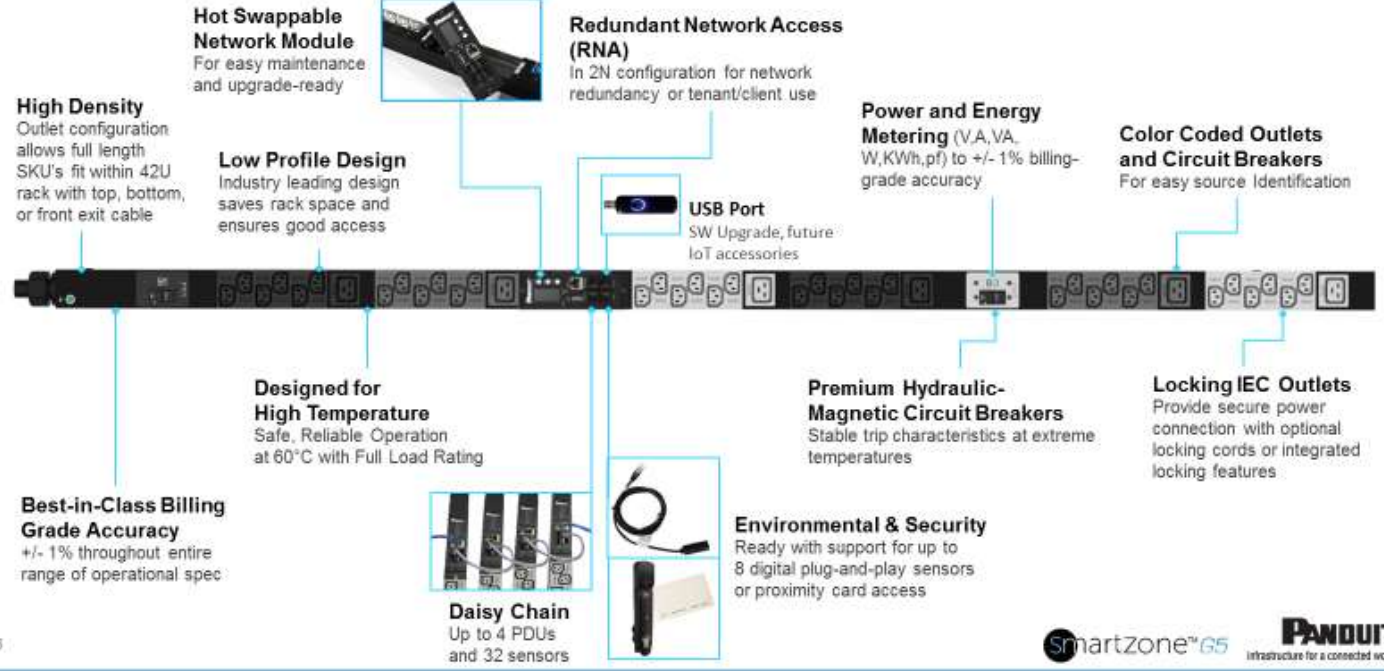 Hot Swappable
Network Module
For easy maintenance
and upgrade-ready
Redundant Network Access
(RNA)
In 2N configuration for network
redundancy or tenant/client use
High Density
Outlet configuration
allows full length
SKU's fit within 42U
rack with top, bottom,
or front exit cable
Low Profile Design
Industry leading design
saves rack space and
ensures good access
USB Port
SW Upgrade, future
IoT accessories
Power and Energy
Metering (V,A,VA,
W,KWh,pf) to +/- 1% billing-
grade accuracy
Color Coded Outlets
and Circuit Breakers
For easy source Identification
Designed for
High Temperature
Safe, Reliable Operation
at 60°C with Full Load Rating
Premium Hydraulic-
Magnetic Circuit Breakers
Stable trip characteristics at extreme
temperatures
Locking IEC Outlets
Provide secure power
connection with optional
locking cords or integrated
locking features
Best-in-Class Billing
Grade Accuracy
+/- 1% throughout entire
range of operational spec
Daisy Chain
Up to 4 PDUs
and 32 sensors
Environmental & Security
Ready with support for up to
8 digital plug-and-play sensors
or proximity card access
smartzone™ G5
PANDUIT
infrastructure for a connected wo